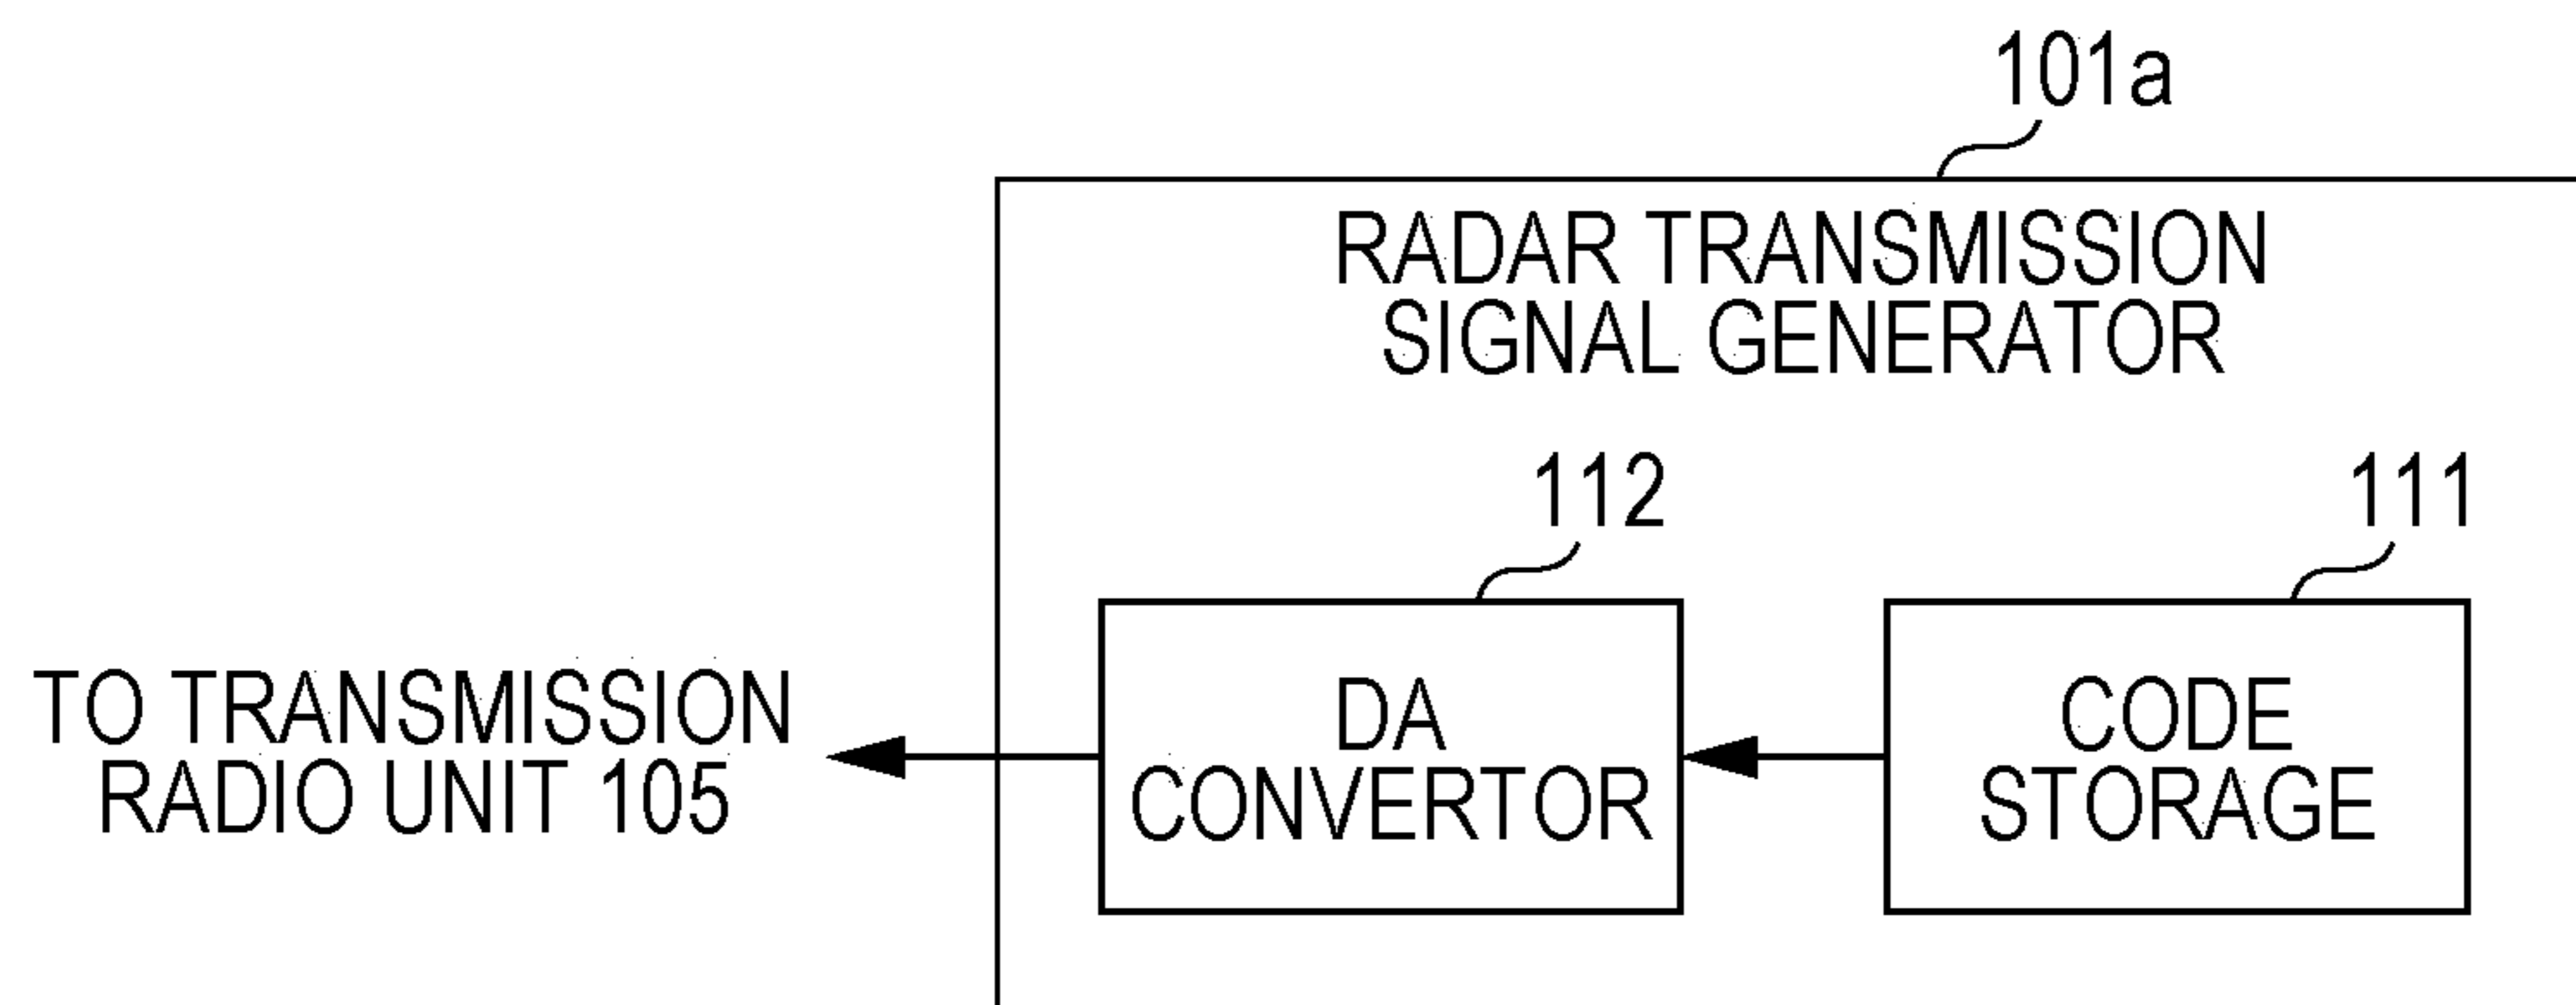 101a
RADAR TRANSMISSION
SIGNAL GENERATOR
112
111
TO TRANSMISSION
RADIO UNIT 105
DA
CONVERTOR
CODE
STORAGE